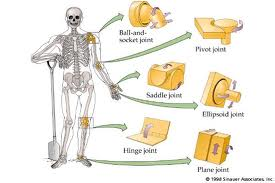 Ball-and-
socket joint
Pivot joint
Saddle joint
Ellipsoid joint
Hinge joint
Plane joint
© 1998 Sinauer Associates, Inc.